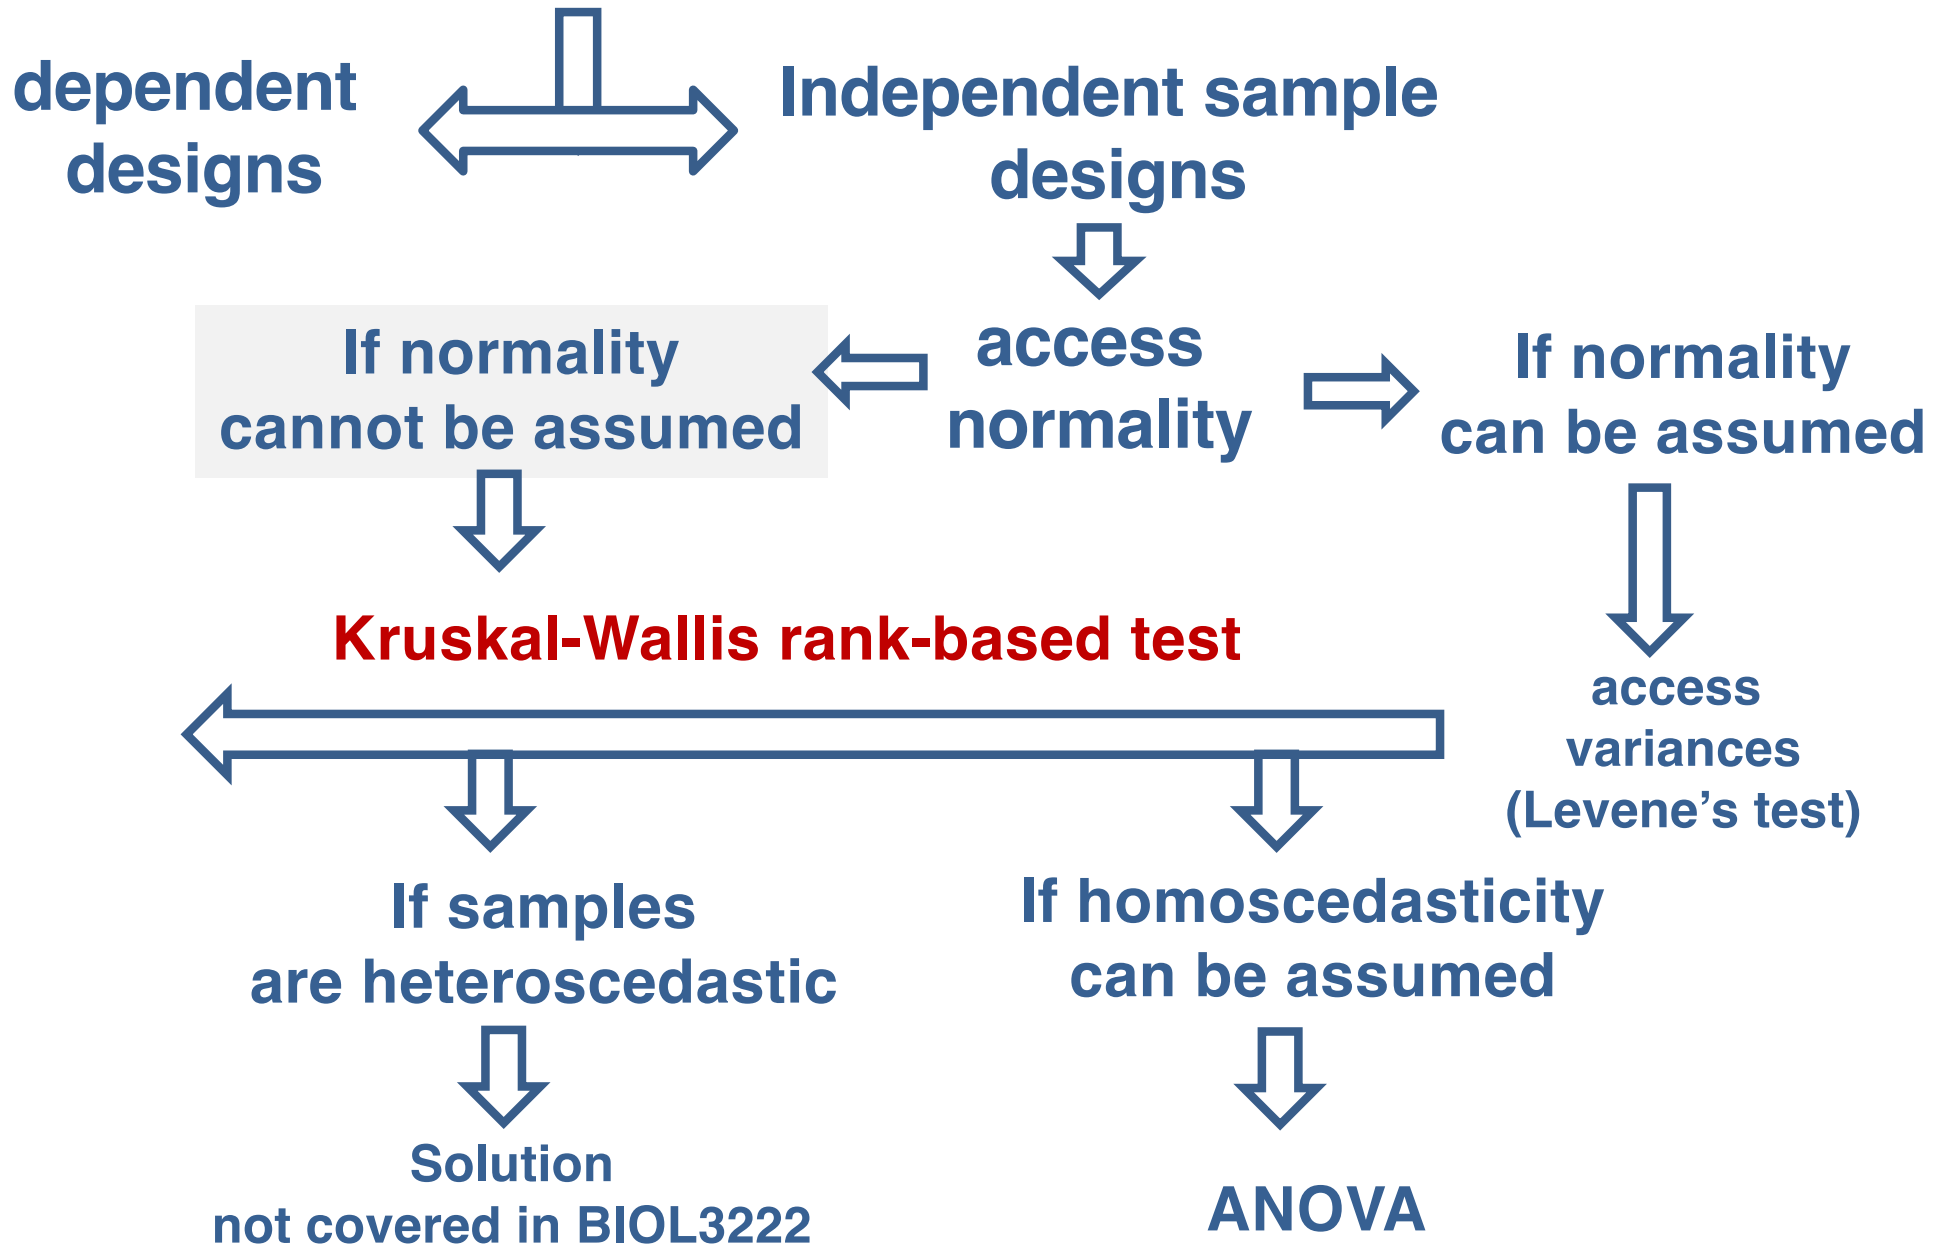 dependent
designs
Independent sample
designs
If normality
cannot be assumed
access
normality
If normality
can be assumed
Kruskal-Wallis rank-based test
access
variances
(Levene’s test)
If samples
are heteroscedastic
If homoscedasticity
can be assumed
Solution
not covered in BIOL3222
ANOVA